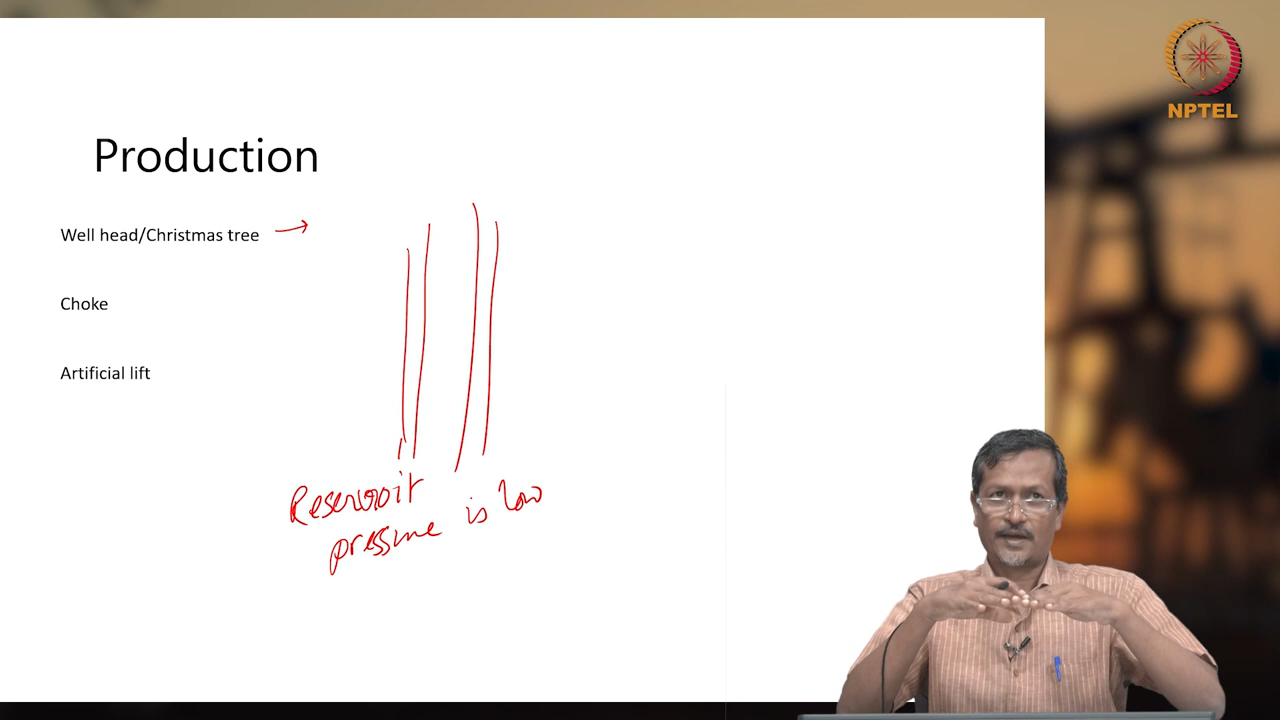 NPTEL
Production
Well head/Christmas tree
Choke
Artificial lift
Reservoir
pressure is low